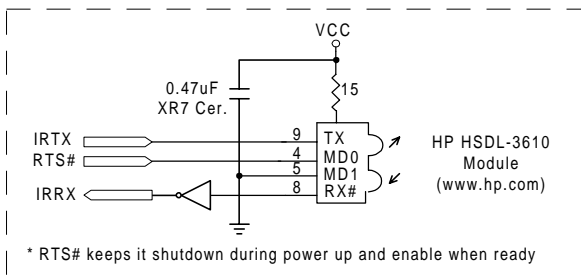 VCC
0.47uF
XR7 Cer.
15
IRTX
9
TX
RTS#
4
MD0
5
MD1
IRRX
8
RX#
HP HSDL-3610
Module
(www.hp.com)
* RTS# keeps it shutdown during power up and enable when ready